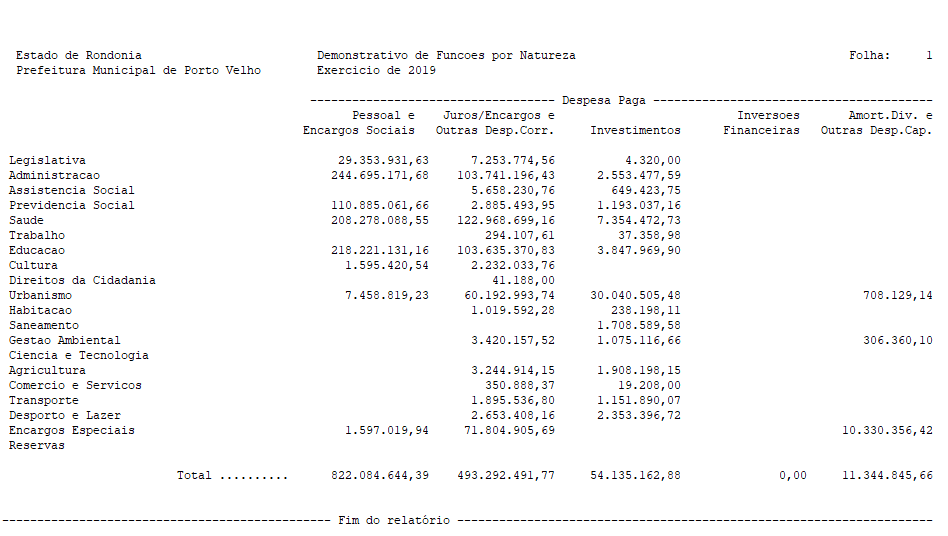 Estado de Rondonia Demonstrativo de Funcoes por Natureza Folha: 1
Prefeitura Municipal de Porto Velho Exercicio de 2019
----------------------------------- Despesa Paga ----------------------------------------
Pessoal e Juros/Encargos e Inversoes Amort.Div. e
Encargos Sociais Outras Desp.Corr. Investimentos Financeiras Outras Desp.Cap.
Legislativa 29.353.931,63 7.253.774,56 4.320,00
Administracao 244.695.171,68 103.741.196,43 2.553.477,59
Assistencia Social 5.658.230,76 649.423,75
Previdencia Social 110.885.061,66 2.885.493,95 1.193.037,16
Saude 208.278.088,55 122.968.699,16 7.354.472,73
Trabalho 294.107,61 37.358,98
Educacao 218.221.131,16 103.635.370,83 3.847.969,90
Cultura 1.595.420,54 2.232.033,76
Direitos da Cidadania 41.188,00
Urbanismo 7.458.819,23 60.192.993,74 30.040.505,48 708.129,14
Habitacao 1.019.592,28 238.198,11
Saneamento 1.708.589,58
Gestao Ambiental 3.420.157,52 1.075.116,66 306.360,10
Ciencia e Tecnologia
Agricultura 3.244.914,15 1.908.198,15
Comercio e Servicos 350.888,37 19.208,00
Transporte 1.895.536,80 1.151.890,07
Desporto e Lazer 2.653.408,16 2.353.396,72
Encargos Especiais 1.597.019,94 71.804.905,69 10.330.356,42
Reservas
Total .......... 822.084.644,39 493.292.491,77 54.135.162,88 0,00 11.344.845,66
----------------------------------------------- Fim do relatório --------------------------------------------------------------------